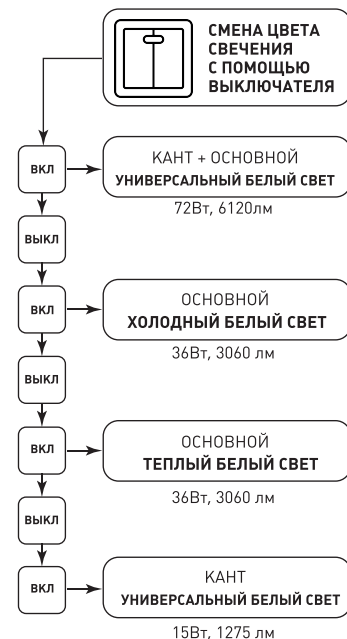 СМЕНА ЦВЕТА
СВЕЧЕНИЯ
С ПОМОЩЬЮ
ВЫКЛЮЧАТЕЛЯ
ВКЛ
КАНТ + ОСНОВНОЙ
УНИВЕРСАЛЬНЫЙ БЕЛЫЙ СВЕТ
72Вт, 6120лм
ВЫКЛ
ВКЛ
ОСНОВНОЙ
ХОЛОДНЫЙ БЕЛЫЙ СВЕТ
36Вт, 3060 лм
ВЫКЛ
ВКЛ
ОСНОВНОЙ
ТЕПЛЫЙ БЕЛЫЙ СВЕТ
36Вт, 3060 лм
ВЫКЛ
ВКЛ
КАНТ
УНИВЕРСАЛЬНЫЙ БЕЛЫЙ СВЕТ
15Вт, 1275 лм